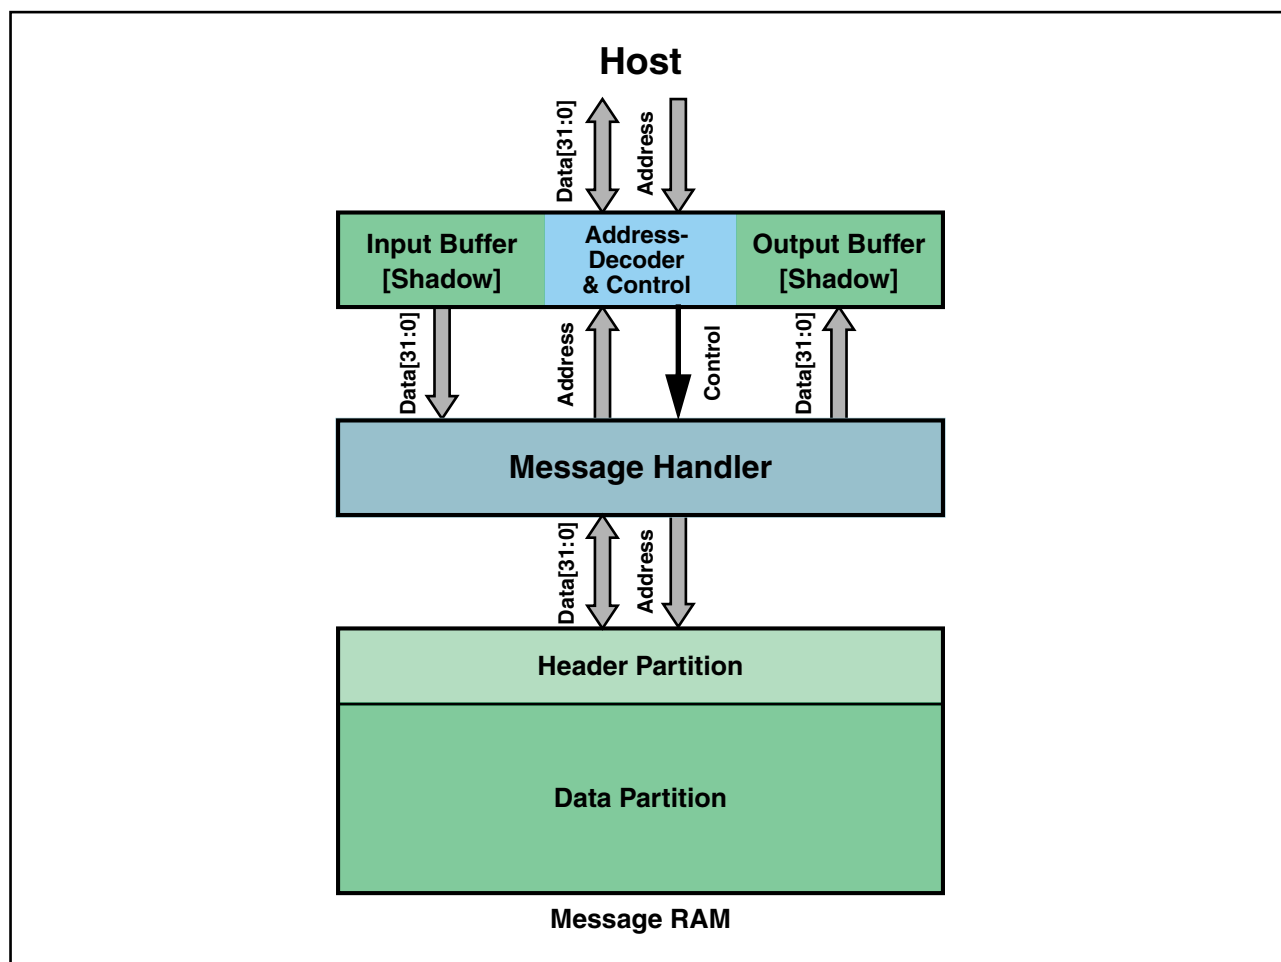 Host
Data[31:0]
Address
Input Buffer
[Shadow]
Address-
Decoder
& Control
Output Buffer
[Shadow]
Data[31:0]
Address
Control
Data[31:0]
Message Handler
Data[31:0]
Address
Header Partition
Data Partition
Message RAM